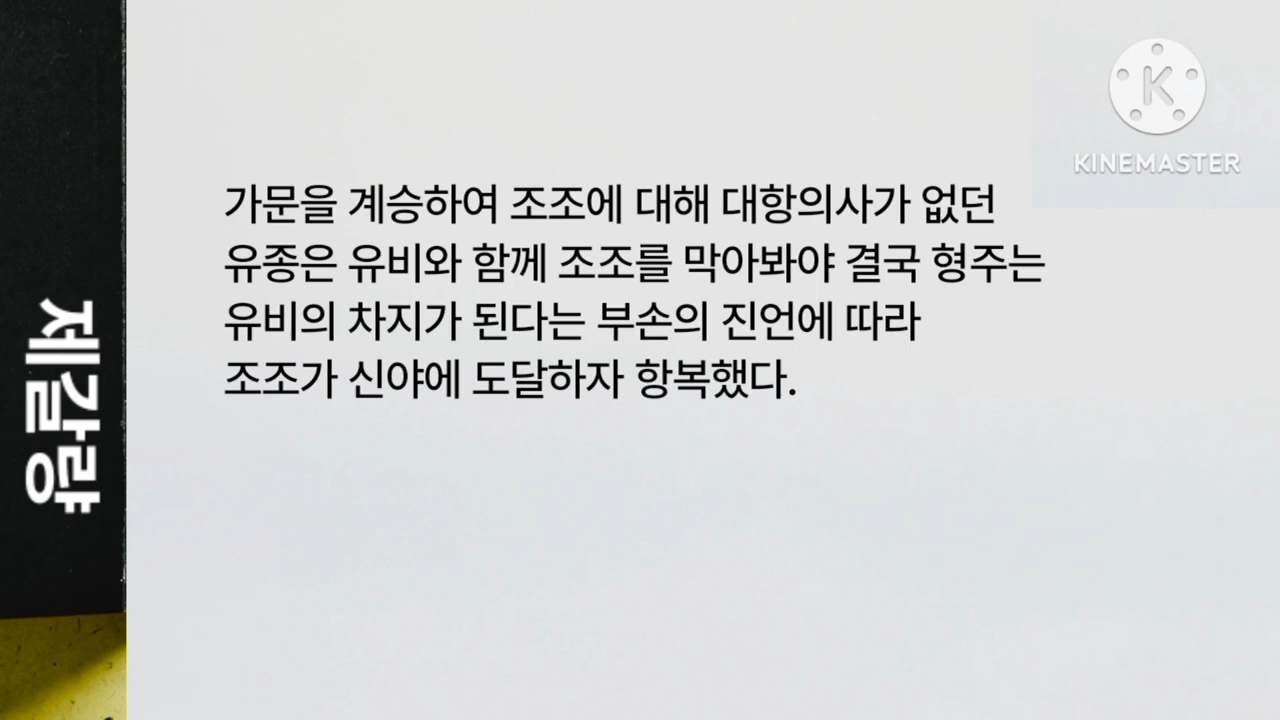 제갈량
가문을 계승하여 조조에 대해 대항의사가 없던
유종은 유비와 함께 조조를 막아봐야 결국 형주는
유비의 차지가 된다는 부손의 진언에 따라
조조가 신야에 도달하자 항복했다.
K
KINEMASTER